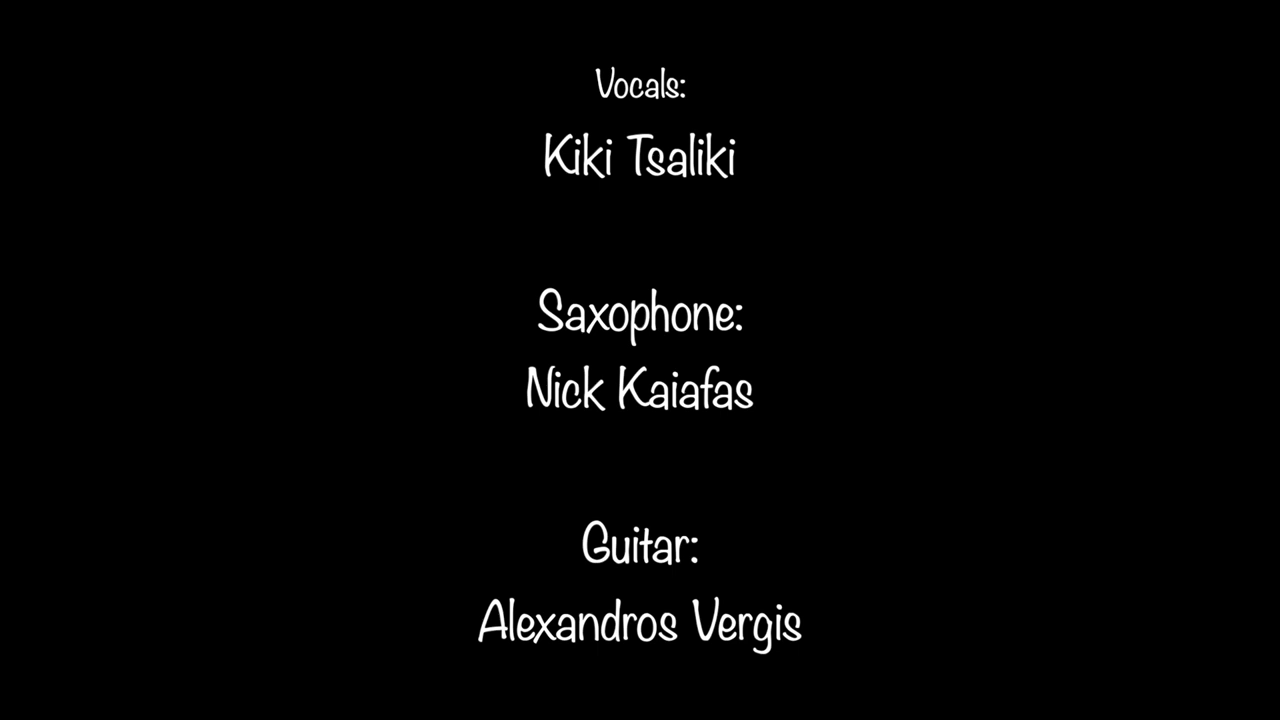 Vocals:
Kiki Tsaliki
Saxophone:
Nick Kaiafas
Guitar:
Alexandros Vergis